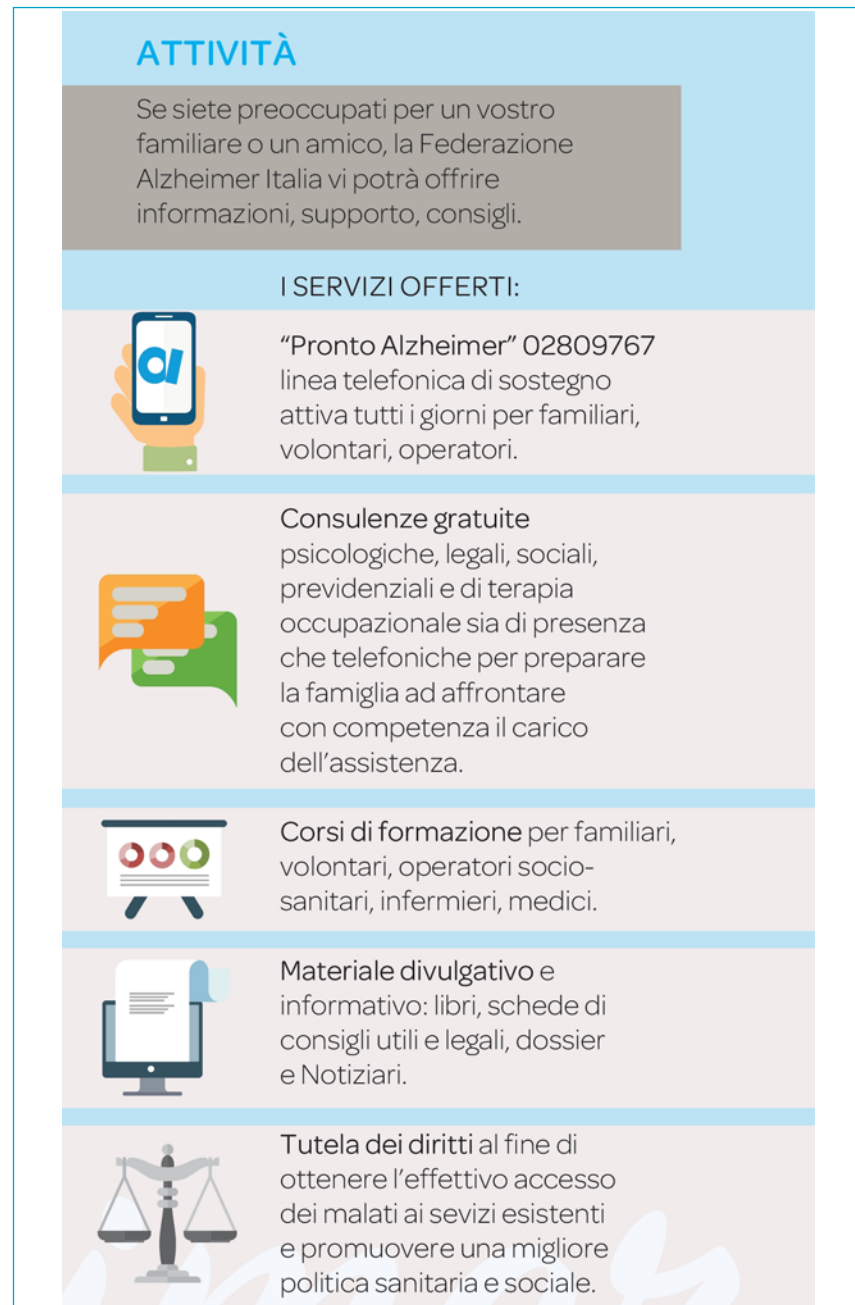 ATTIVITÀ
Se siete preoccupati per un vostro
familiare o un amico, la Federazione
Alzheimer Italia vi potrà offrire
informazioni, supporto, consigli.
I SERVIZI OFFERTI:
“Pronto Alzheimer” 02809767
linea telefonica di sostegno
attiva tutti i giorni per familiari,
volontari, operatori.
Consulenze gratuite
psicologiche, legali, sociali,
previdenziali e di terapia
occupazionale sia di presenza
che telefoniche per preparare
la famiglia ad affrontare
con competenza il carico
dell’assistenza.
Corsi di formazione per familiari,
volontari, operatori socio-
sanitari, infermieri, medici.
Materiale divulgativo e
informativo: libri, schede di
consigli utili e legali, dossier
e Notiziari.
Tutela dei diritti al fine di
ottenere l’effettivo accesso
dei malati ai sevizi esistenti
e promuovere una migliore
politica sanitaria e sociale.